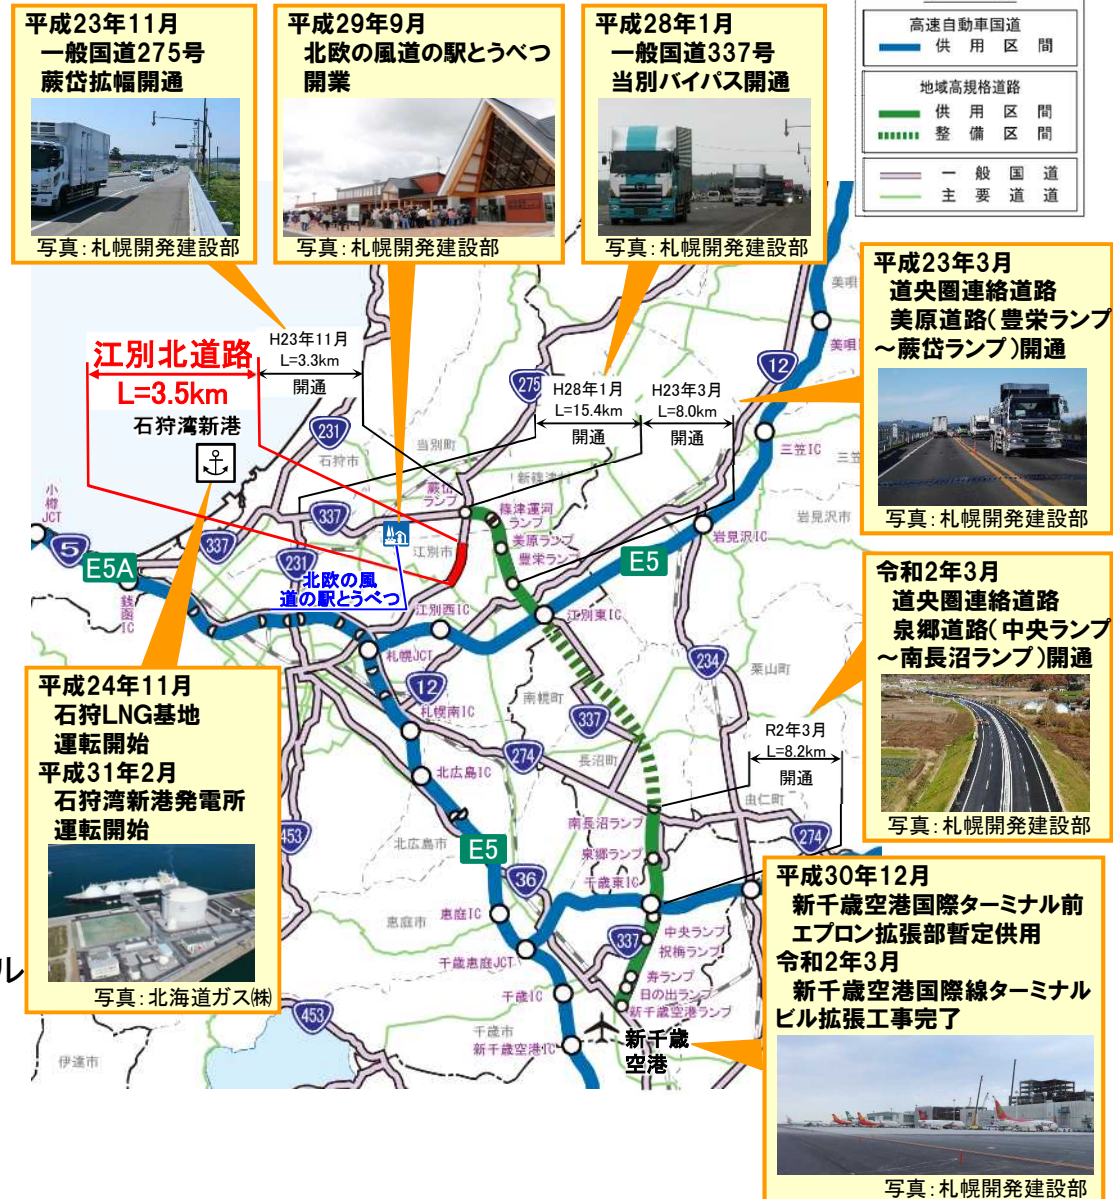 平成23年11月
一般国道275号
蕨岱拡幅開通
写真：札幌開発建設部
平成29年9月
北欧の風道の駅とうべつ
開業
写真：札幌開発建設部
平成28年1月
一般国道337号
当別バイパス開通
写真：札幌開発建設部
高速自動車国道
供用区間
地域高規格道路
供用区間
整備区間
一般国道
主要道道
平成23年3月
道央圏連絡道路
美原道路（豊栄ランプ
～蕨岱ランプ）開通
写真：札幌開発建設部
江別北道路
L=3.5km
H23年11月
L=3.3km
開通
H28年1月
L=15.4km
開通
H23年3月
L=8.0km
開通
石狩湾新港
231
275
12
美唄
三笠IC
石狩市
当別町
新篠津村
蕨岱
ランプ
篠津運河
ランプ
美原ランプ
豊栄ランプ
岩見沢市
岩見沢IC
小樽
JCT
5
337
337
231
江別市
E5A
E5
銭函
IC
北欧の風
道の駅とうべつ
江別西IC
江別東IC
札幌JCT
12
札幌南IC
234
栗山町
南幌町
337
274
長沼町
北広島IC
北広島市
R2年3月
L=8.2km
開通
由仁町
274
南長沼ランプ
泉郷ランプ
千歳東IC
令和2年3月
道央圏連絡道路
泉郷道路（中央ランプ
～南長沼ランプ）開通
写真：札幌開発建設部
平成24年11月
石狩LNG基地
運転開始
平成31年2月
石狩湾新港発電所
運転開始
写真：北海道ガス㈱
ル
453
E5
36
恵庭市
恵庭IC
千歳恵庭JCT
337
中央ランプ
祝梅ランプ
寿ランプ
日の出ランプ
新千歳空港ランプ
千歳IC
453
千歳市
新千歳空港IC
新千歳
空港
伊達市
平成30年12月
新千歳空港国際ターミナル前
エプロン拡張部暫定供用
令和2年3月
新千歳空港国際線ターミナル
ビル拡張工事完了
写真：札幌開発建設部